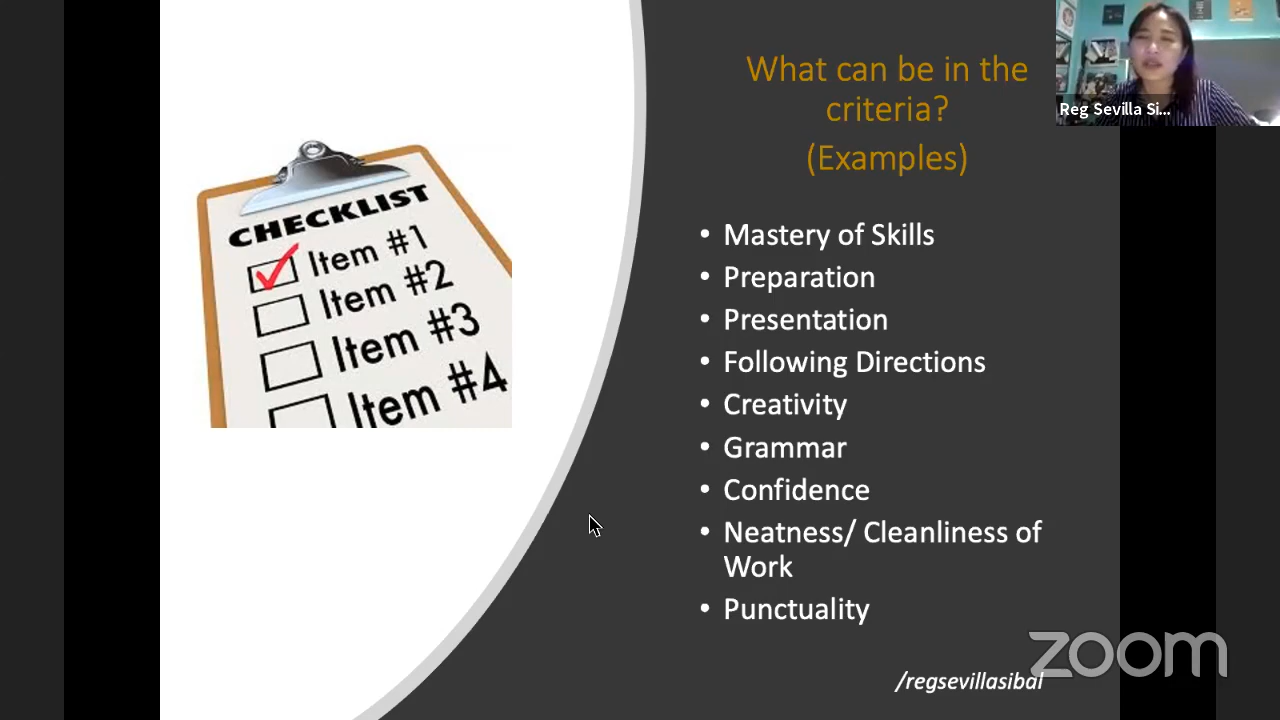 What can be in the
criteria?
(Examples)
Reg Sevilla Si...
CHECKLIST
Item #1
Item #2
Item #3
Item #4
• Mastery of Skills
• Preparation
• Presentation
• Following Directions
• Creativity
• Grammar
• Confidence
• Neatness/ Cleanliness of
Work
• Punctuality
/regsevillasibal
zoom